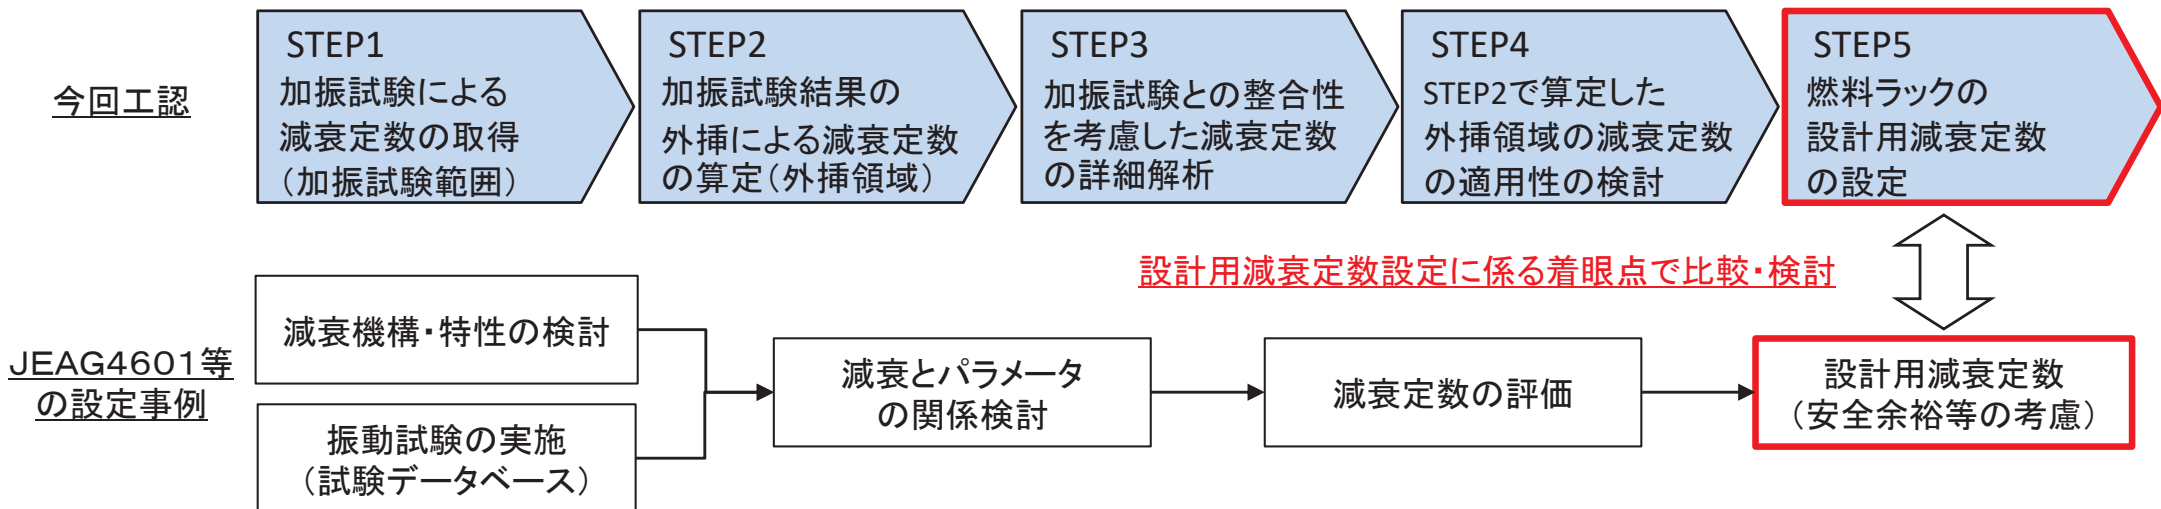 今回工認
STEP1
加振試験による
減衰定数の取得
（加振試験範囲）
STEP2
加振試験結果の
外挿による減衰定数
の算定（外挿領域）
STEP3
加振試験との整合性
を考慮した減衰定数
の詳細解析
STEP4
STEP2で算定した
外挿領域の減衰定数
の適用性の検討
STEP5
燃料ラックの
設計用減衰定数
の設定
設計用減衰定数設定に係る着眼点で比較・検討
JEAG4601等
の設定事例
減衰機構・特性の検討
振動試験の実施
（試験データベース）
減衰とパラメータ
の関係検討
減衰定数の評価
設計用減衰定数
（安全余裕等の考慮）